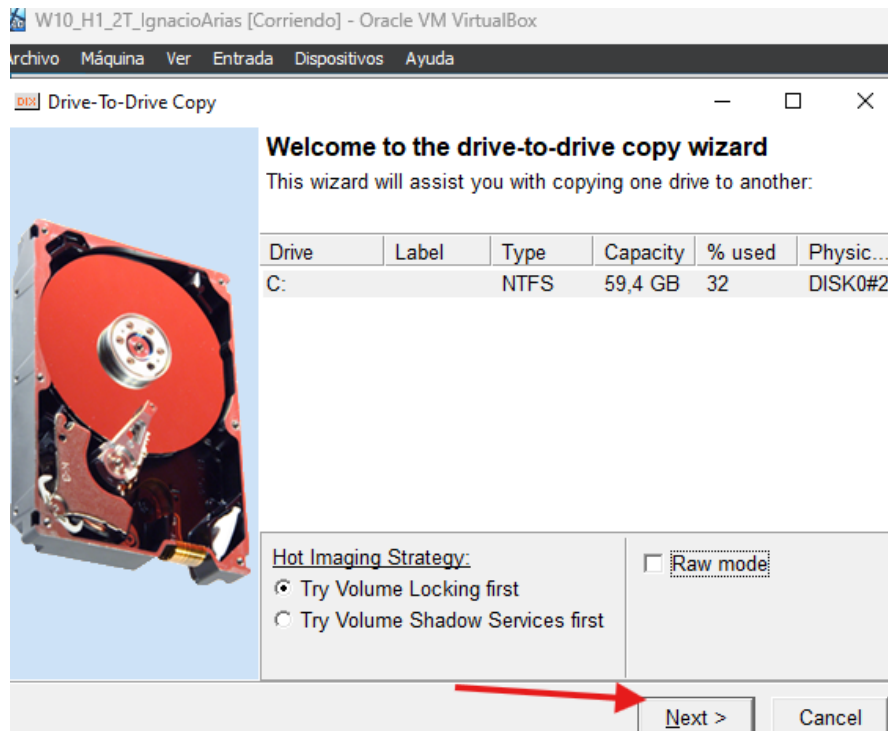 W10_H1_2T_IgnacioArias [Corriendo] - Oracle VM VirtualBox
Archivo Máquina Ver Entrada Dispositivos Ayuda
DIX Drive-To-Drive Copy
Welcome to the drive-to-drive copy wizard
This wizard will assist you with copying one drive to another:
Drive Label Type Capacity % used Physic...
C: NTFS 59,4 GB 32 DISK0#2
Hot Imaging Strategy:
Try Volume Locking first
Try Volume Shadow Services first
Raw mode
Next > Cancel